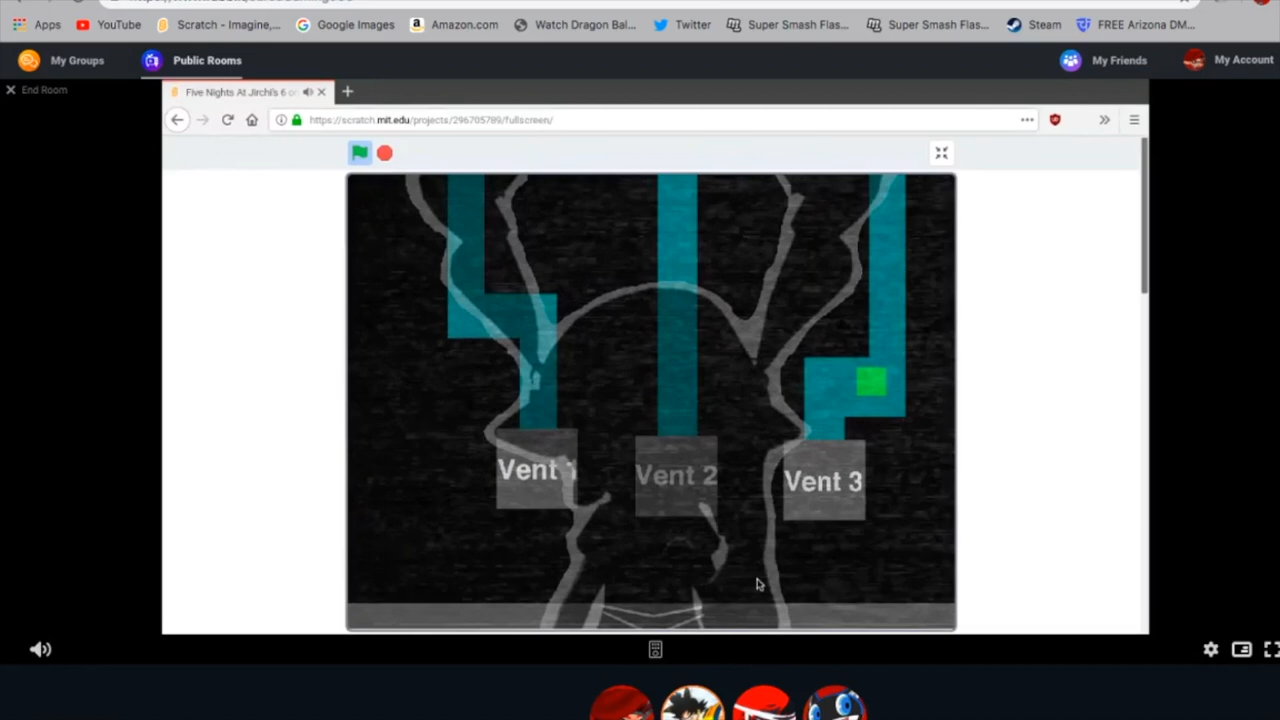 Apps YouTube Scratch - Imagine,... Google Images Amazon.com Watch Dragon Bal... Twitter Super Smash Flas... Super Smash Flas... Steam FREE Arizona DM...
My Groups Public Rooms My Friends My Account
End Room
Five Nights At Jirchi's 6 on
https://scratch.mit.edu/projects/296705789/fullscreen/
Vent 1 Vent 2 Vent 3